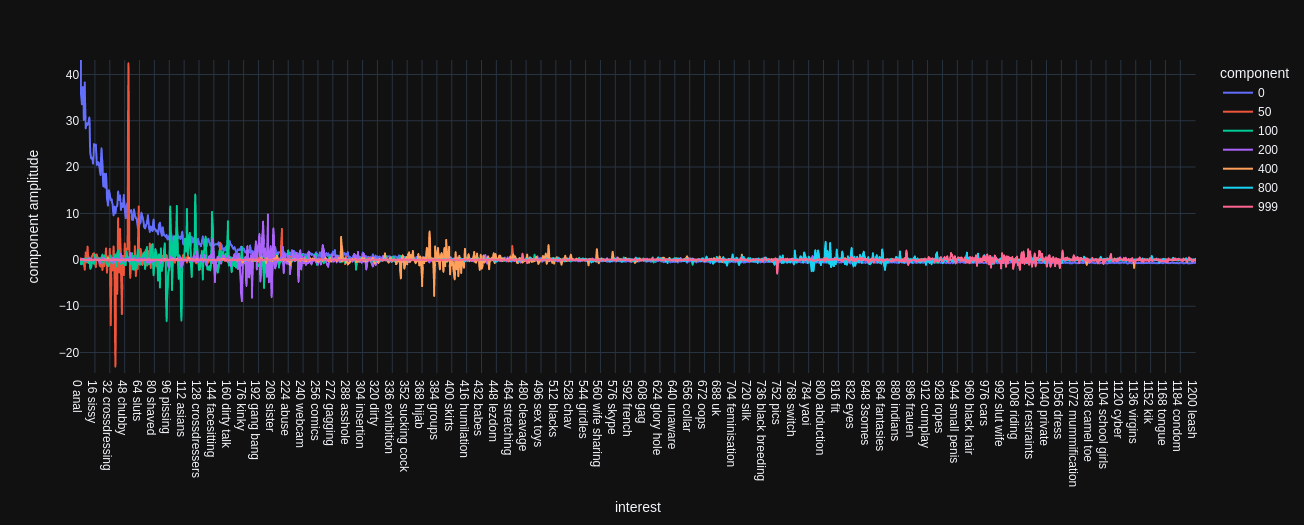 component
0
50
100
200
400
800
999
component amplitude
40
30
20
10
0
−10
−20
0 anal
16 sissy
32 crossdressing
48 chubby
64 sluts
80 shaved
96 pissing
112 asians
128 crossdressers
144 facesitting
160 dirty talk
176 kinky
192 gang bang
208 sister
224 abuse
240 webcam
256 comics
272 gagging
288 asshole
304 insertion
320 dirty
336 exhibition
352 sucking cock
368 hijab
384 groups
400 skirts
416 humiliation
432 babes
448 lezdom
464 stretching
480 cleavage
496 sex toys
512 blacks
528 chav
544 girdles
560 wife sharing
576 skype
592 french
608 gag
624 glory hole
640 unaware
656 collar
672 oops
688 uk
704 feminisation
720 silk
736 black breeding
752 pics
768 switch
784 yaoi
800 abduction
816 fit
832 eyes
848 3somes
864 fantasies
880 indians
896 frauen
912 cumplay
928 ropes
944 small penis
960 black hair
976 cars
992 slut wife
1008 riding
1024 restraints
1040 private
1056 dress
1072 mummification
1088 camel toe
1104 school girls
1120 cyber
1136 virgins
1152 kik
1168 tongue
1184 condom
1200 leash
interest